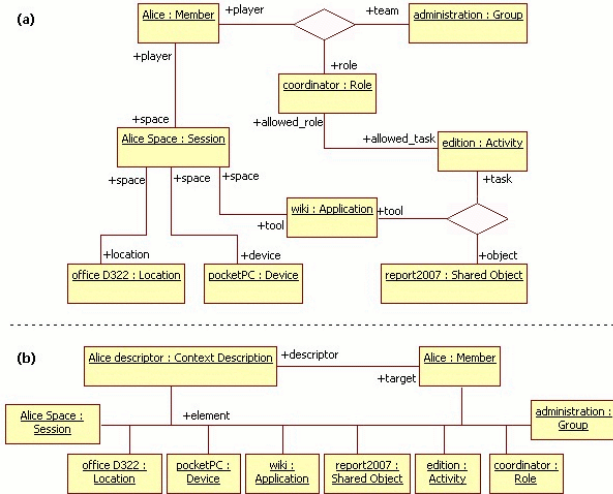 (a)
Alice : Member
+player
+team
administration : Group
+player
+role
coordinator : Role
+allowed_role
+space
+allowed_task
Alice Space : Session
edition : Activity
+space
+space
+space
+task
wiki : Application
+tool
+tool
+location
+device
+object
office D322 : Location
pocketPC : Device
report2007 : Shared Object
(b)
Alice descriptor : Context Description
+descriptor
Alice : Member
+target
+element
Alice Space :
Session
administration :
Group
office D322 :
Location
pocketPC :
Device
wiki :
Application
report2007 :
Shared Object
edition :
Activity
coordinator :
Role